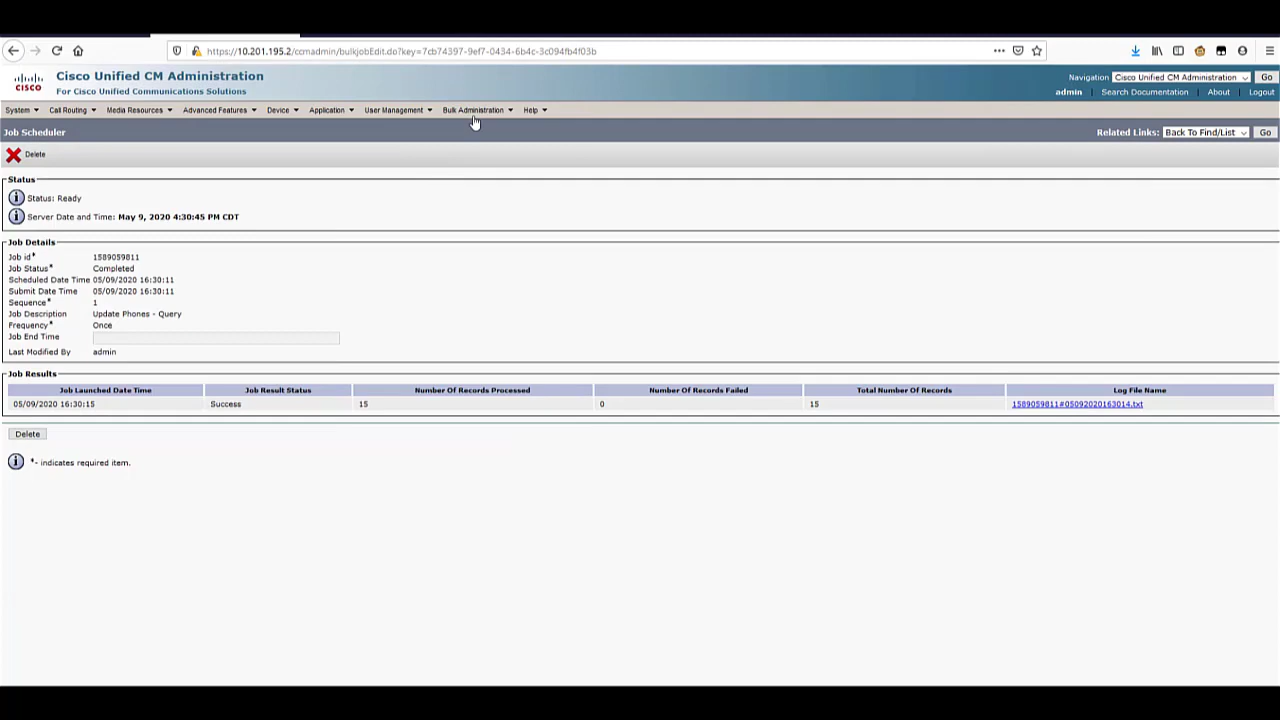 https://10.201.195.2/ccmadmin/bulkjobEdit.do?key=7cb74397-9ef7-0434-6b4c-3c094fb4f03b
Cisco Unified CM Administration
For Cisco Unified Communications Solutions
CISCO
Navigation Cisco Unified CM Administration Go
admin | Search Documentation | About | Logout
System Call Routing Media Resources Advanced Features Device Application User Management Bulk Administration Help
Job Scheduler Related Links: Back To Find/List Go
Delete
Status
Status: Ready
Server Date and Time: May 9, 2020 4:30:45 PM CDT
Job Details
Job id* 1589059811
Job Status* Completed
Scheduled Date Time 05/09/2020 16:30:11
Submit Date Time 05/09/2020 16:30:11
Sequence* 1
Job Description Update Phones - Query
Frequency* Once
Job End Time
Last Modified By admin
Job Results
Job Launched Date Time Job Result Status Number Of Records Processed Number Of Records Failed Total Number Of Records Log File Name
05/09/2020 16:30:15 Success 15 0 15 1589059811#05092020163014.txt
Delete
*- indicates required item.